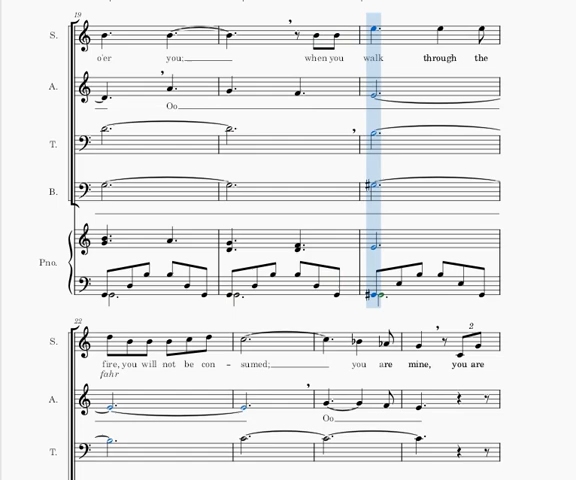 19
S.
o'er you; when you walk through the
A.
Oo
T.
B.
Pno.
22
2
S.
fire, you will not be con - sumed; you are mine, you are
fahr
A.
Oo
T.